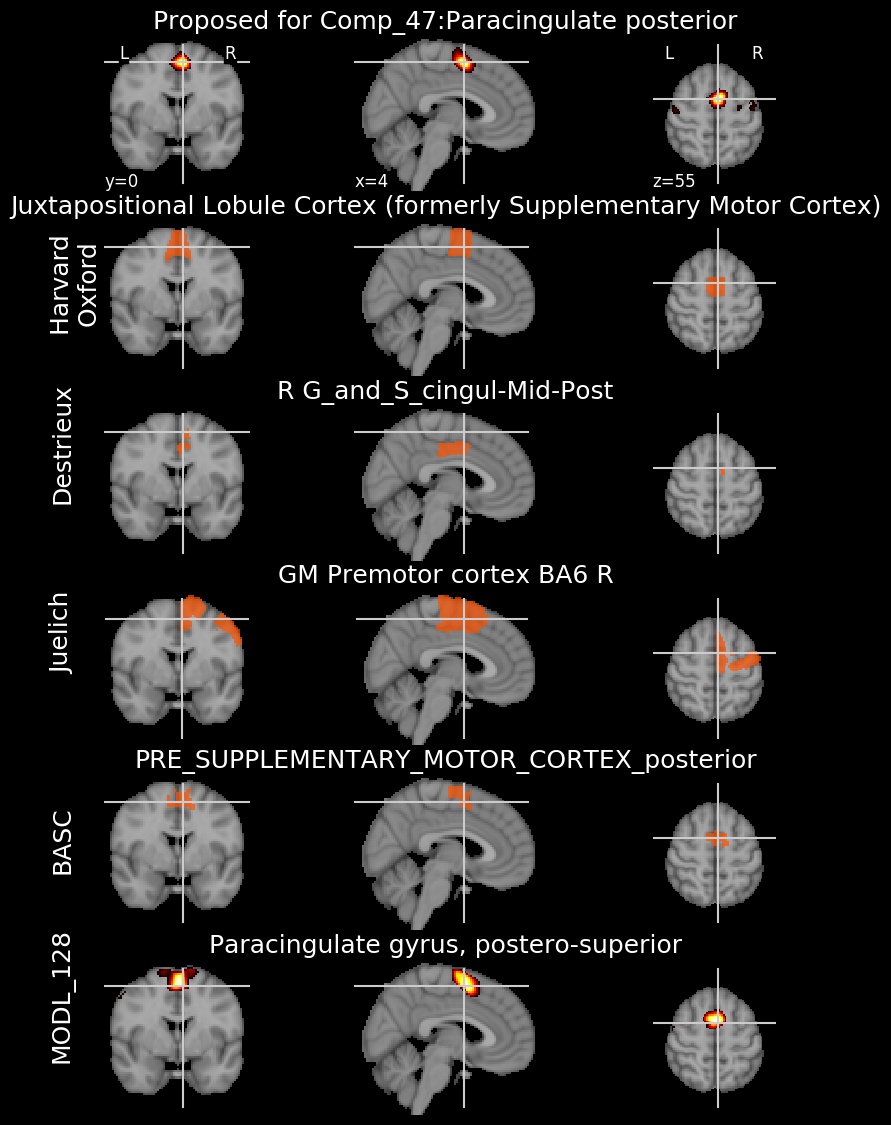 Proposed for Comp_47:Paracingulate posterior
L R
L R
y=0
x=4
z=55
Juxtapositional Lobule Cortex (formerly Supplementary Motor Cortex)
Harvard
Oxford
R G_and_S_cingul-Mid-Post
Destrieux
GM Premotor cortex BA6 R
Juelich
PRE_SUPPLEMENTARY_MOTOR_CORTEX_posterior
BASC
Paracingulate gyrus, postero-superior
MODL_128